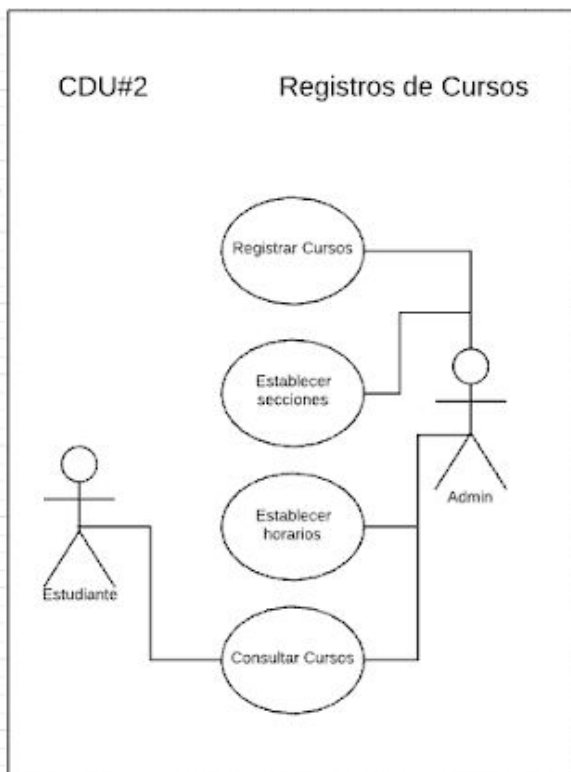 CDU#2
Registros de Cursos
Registrar Cursos
Establecer
secciones
Admin
Establecer
horarios
Estudiante
Consultar Cursos